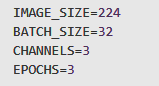 IMAGE_SIZE=224
BATCH_SIZE=32
CHANNELS=3
EPOCHS=3